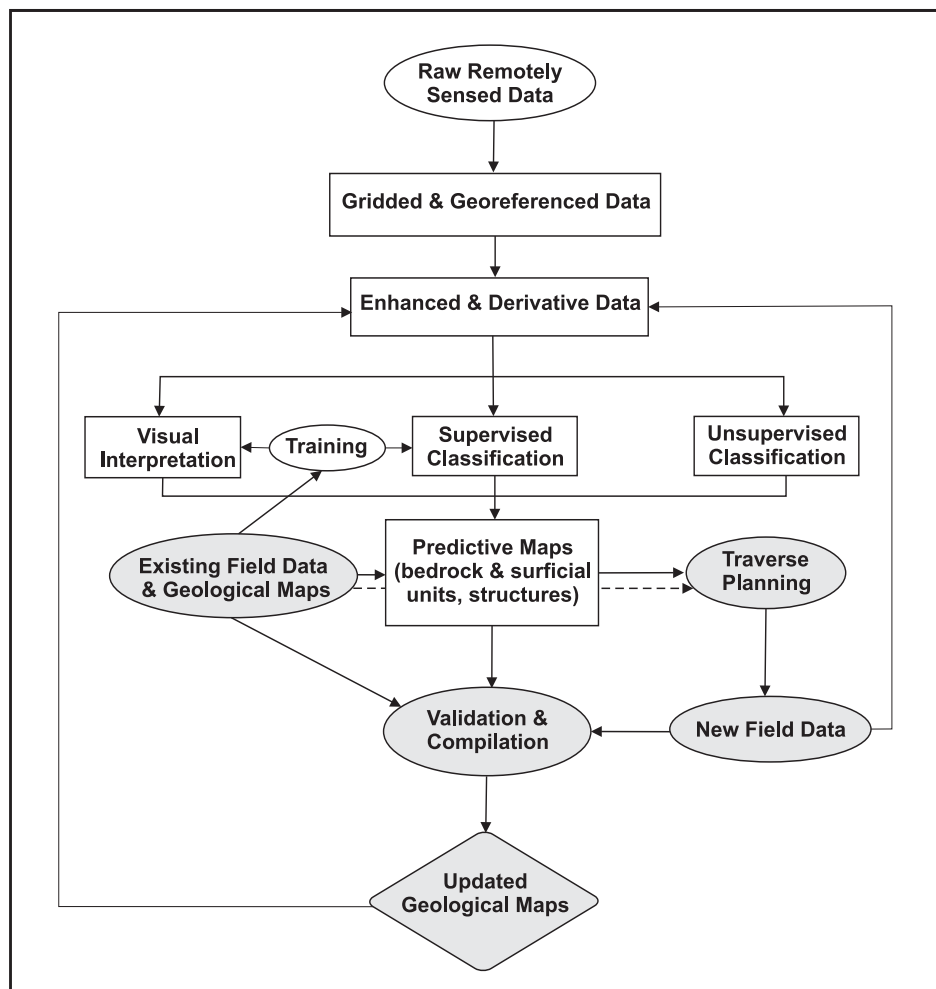 Raw Remotely
Sensed Data
Gridded & Georeferenced Data
Enhanced & Derivative Data
Visual
Interpretation
Training
Supervised
Classification
Unsupervised
Classification
Existing Field Data
& Geological Maps
Predictive Maps
(bedrock & surficial
units, structures)
Traverse
Planning
Validation &
Compilation
New Field Data
Updated
Geological Maps